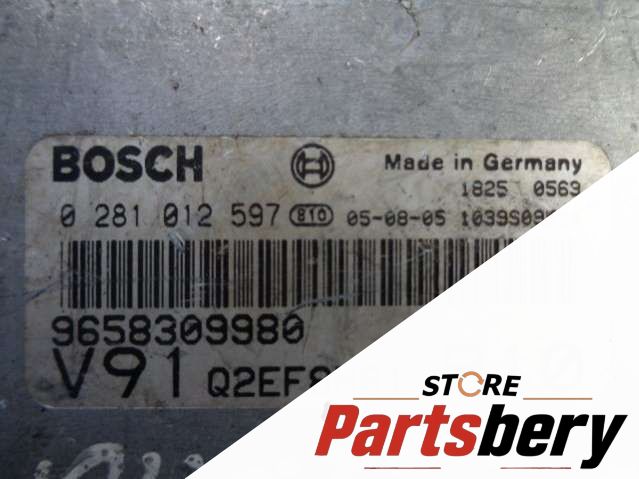 BOSCH Made in Germany
1825 0569
0 281 012 597 810 05-08-05
9658309980
V91
STORE
Partsbery